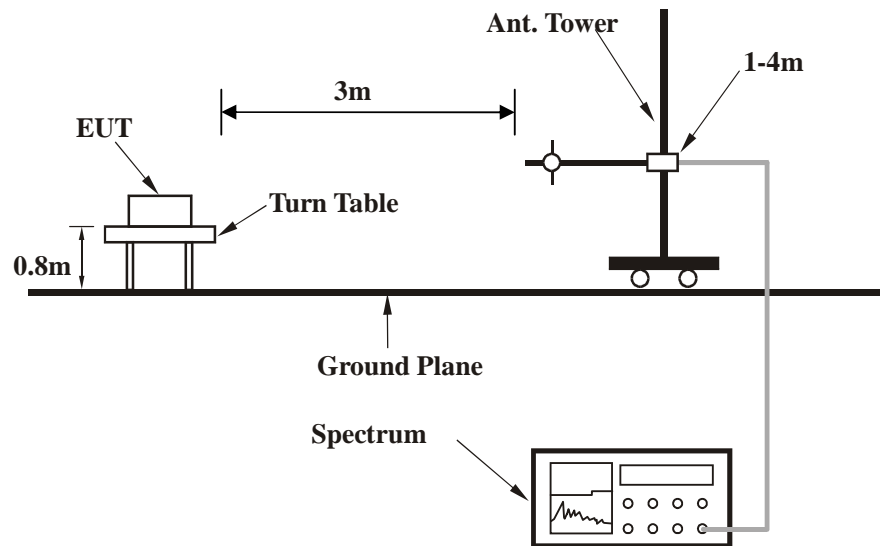 Ant. Tower
1-4m
3m
EUT
Turn Table
0.8m
Ground Plane
Spectrum